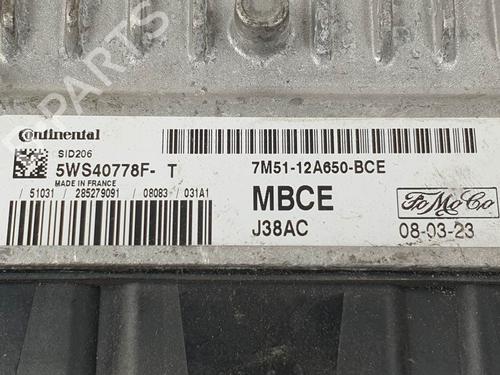 Continental
SID206
5WS40778F- T
MADE IN FRANCE
/ 51031 / 285279091 / 08083 / 031A1
7M51-12A650-BCE
MBCE
J38AC
FoMoCo
08-03-23
PARTS